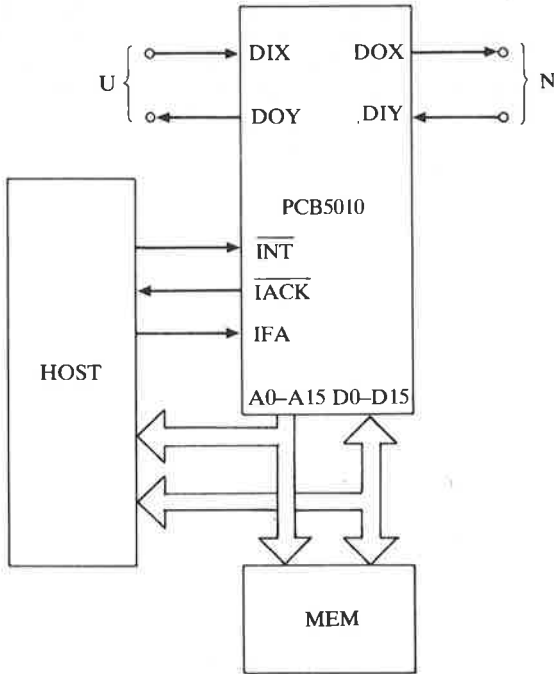 U
DIX
DOX
N
DOY
DIY
PCB5010
INT
IACK
IFA
HOST
A0–A15 D0–D15
MEM